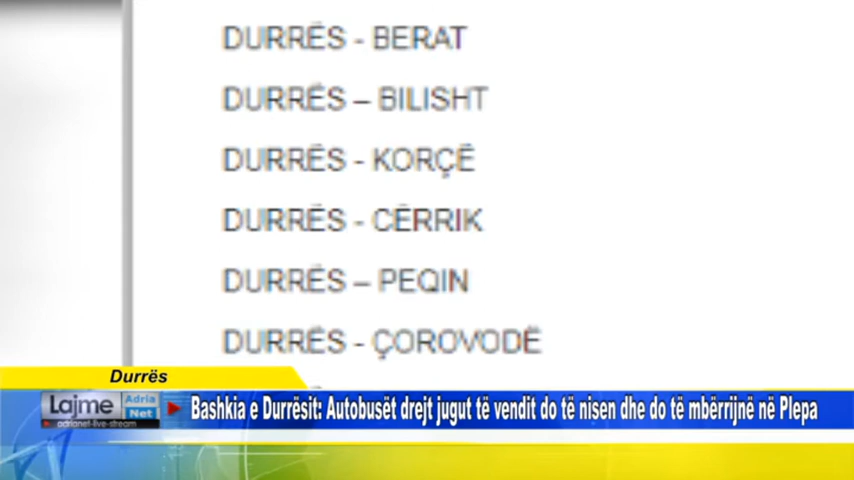 DURRËS - BERAT
DURRËS – BILISHT
DURRËS - KORÇË
DURRËS - CËRRIK
DURRËS – PEQIN
DURRËS - ÇOROVODË
Durrës
Lajme Adria Net
adrianet-live-stream
Bashkia e Durrësit: Autobusët drejt jugut të vendit do të nisen dhe do të mbërrijnë në Plepa